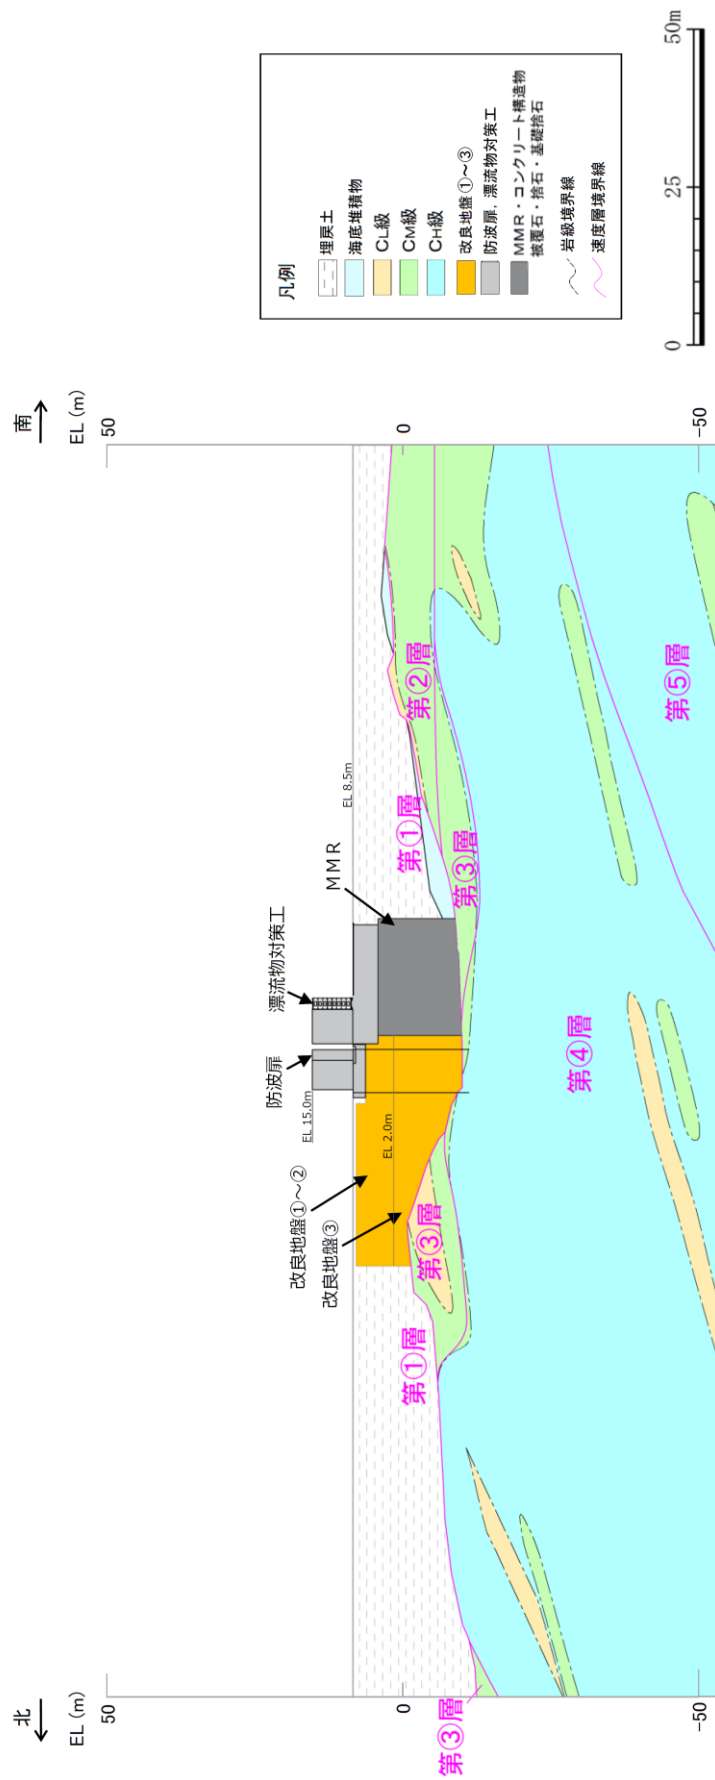 北
南
EL (m)
EL (m)
50
0
-50
50
0
-50
漂流物対策工
防波扉
MMR
EL 15.0m
EL 8.5m
EL 2.0m
改良地盤①～②
改良地盤③
第①層
第③層
第①層
第③層
第②層
第③層
第④層
第⑤層
凡例
埋戻土
海底堆積物
CL級
CM級
CH級
改良地盤①～③
防波扉，漂流物対策工
MMR・コンクリート構造物
被覆石・捨石・基礎捨石
岩級境界線
速度層境界線
0
25
50m